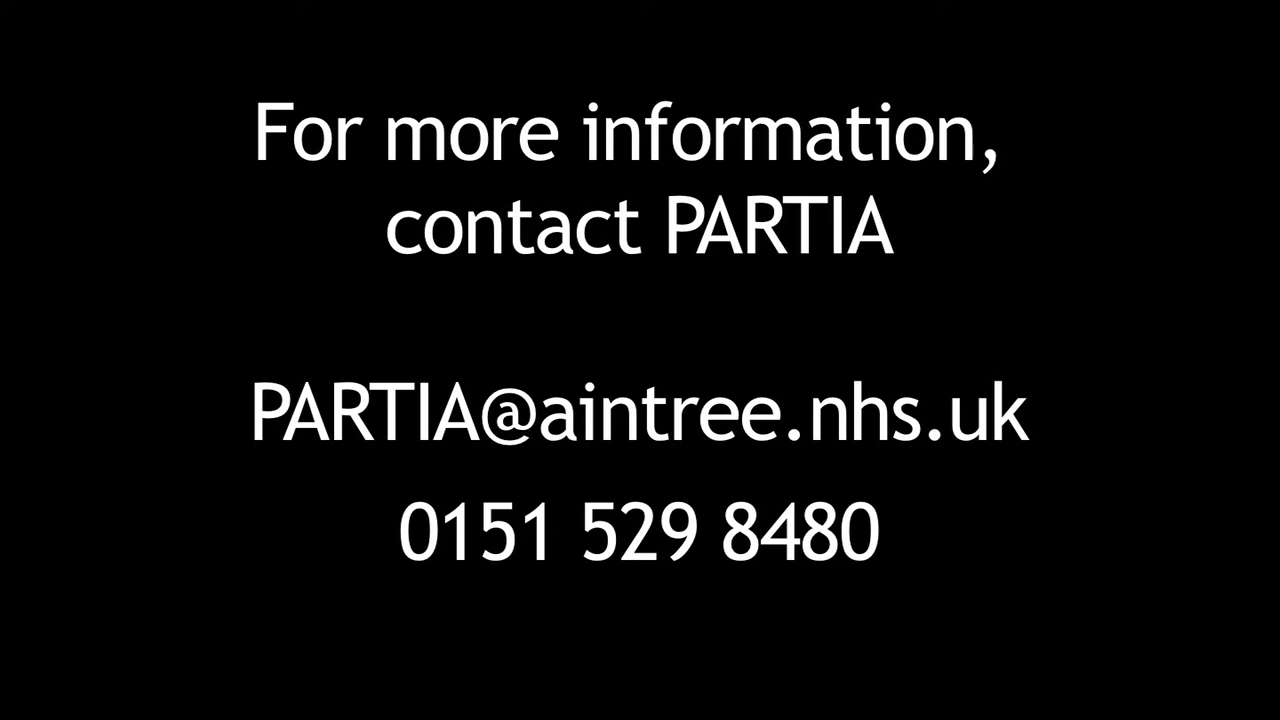 For more information,
contact PARTIA
PARTIA@aintree.nhs.uk
0151 529 8480